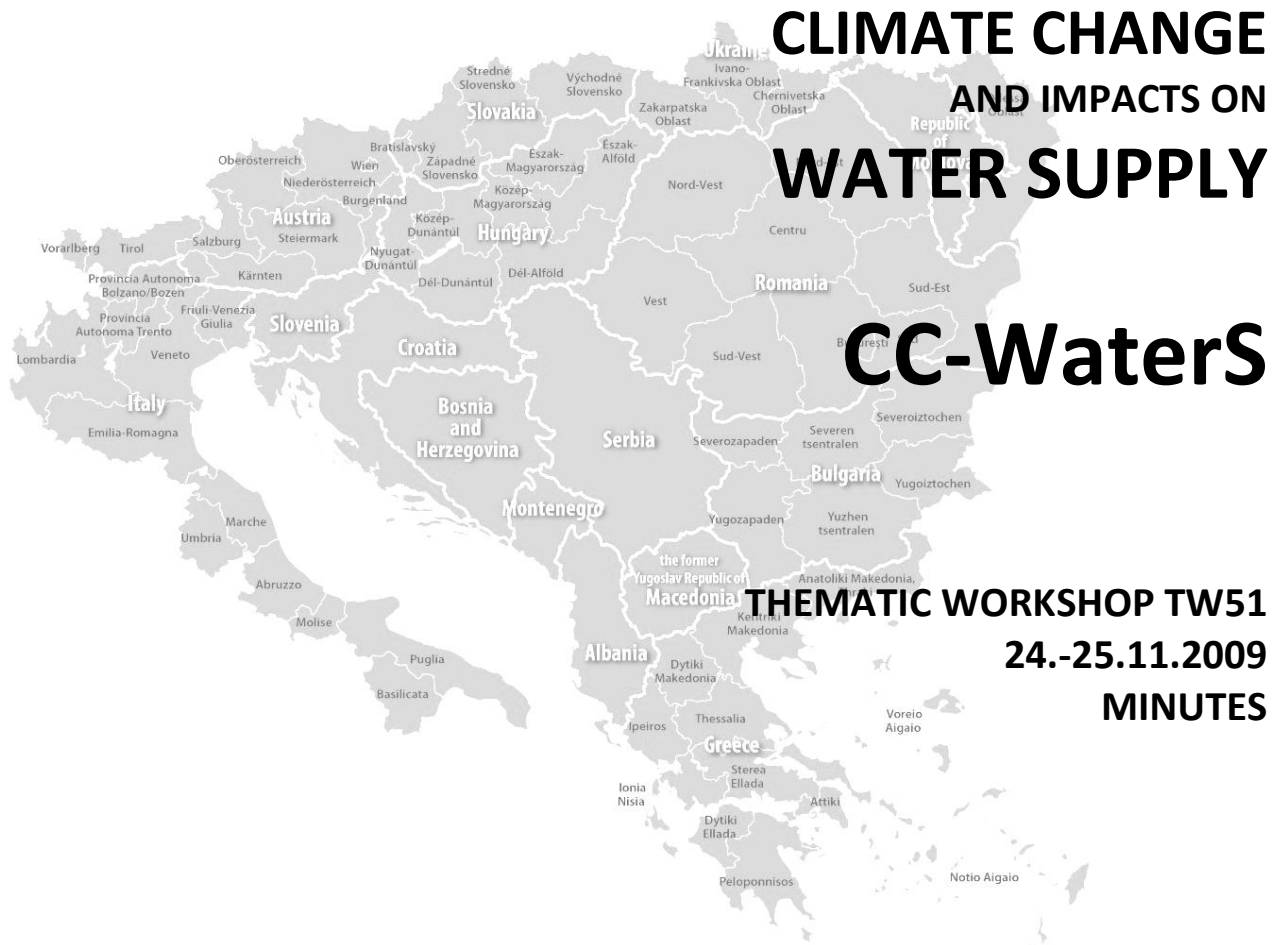 CLIMATE CHANGE
AND IMPACTS ON
WATER SUPPLY
CC-WaterS
THEMATIC WORKSHOP TW51
24.-25.11.2009
MINUTES
Ukraine
Ivano-
Frankivska Oblast
Chernivetska
Oblast
Zakarpatska
Oblast
Oblast
Republic
of
Moldova
Stredné
Slovensko
Východné
Slovensko
Slovakia
Bratislavský
Západné
Slovensko
Oberösterreich
Wien
Niederösterreich
Burgenland
Austria
Salzburg
Steiermark
Vorarlberg
Tirol
Kärnten
Észak-
Magyarország
Észak-
Alföld
Közép-
Magyarország
Közép-
Dunántúl
Hungary
Nyugat-
Dunántúl
Dél-Dunántúl
Dél-Alföld
Nord-Vest
Nord-Est
Centru
Romania
Sud-Est
Vest
Sud-Vest
Bucureşti
Provincia Autonoma
Bolzano/Bozen
Provincia
Autonoma Trento
Friuli-Venezia
Giulia
Lombardia
Veneto
Italy
Emilia-Romagna
Marche
Umbria
Abruzzo
Molise
Puglia
Basilicata
Slovenia
Croatia
Bosnia
and
Herzegovina
Serbia
Montenegro
Severozapaden
Severen
tsentralen
Severoiztochen
Bulgaria
Yugoiztochen
Yugozapaden
Yuzhen
tsentralen
the former
Yugoslav Republic of
Macedonia
Albania
Anatoliki Makedonia,
Kentriki
Makedonia
Dytiki
Makedonia
Ipeiros
Thessalia
Greece
Voreio
Aigaio
Sterea
Ellada
Ionia
Nisia
Attiki
Dytiki
Ellada
Peloponnisos
Notio Aigaio